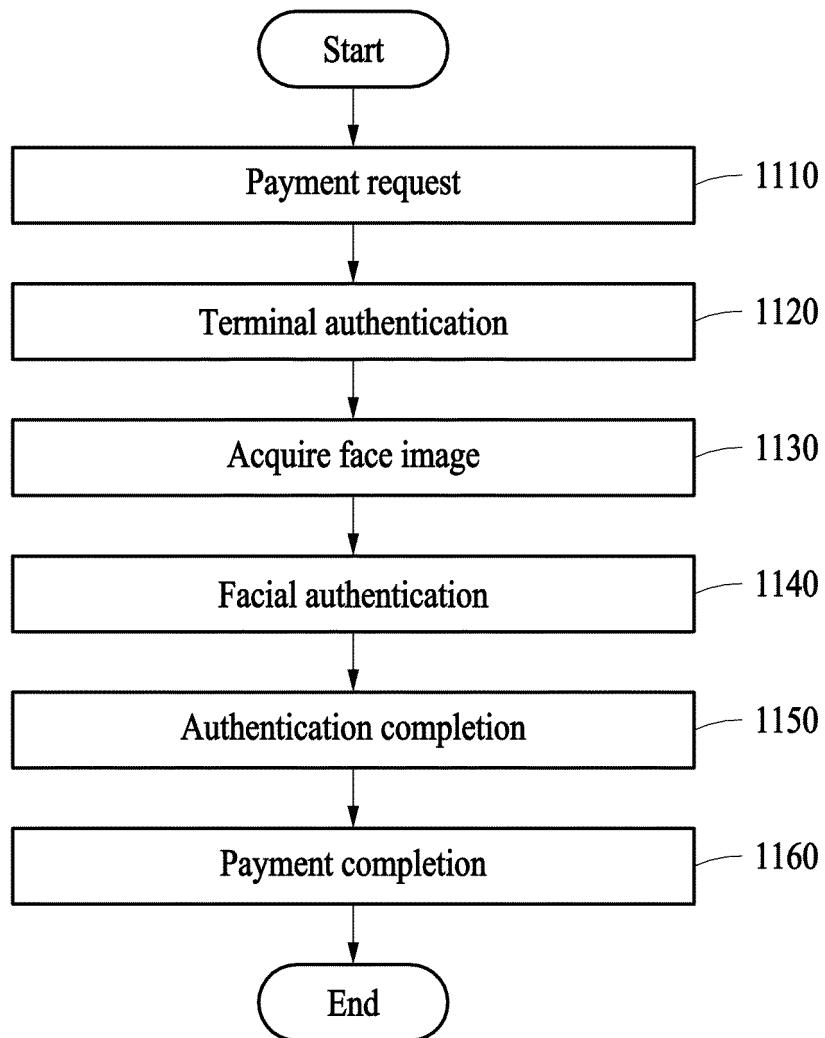 Start
Payment request 1110
Terminal authentication 1120
Acquire face image 1130
Facial authentication 1140
Authentication completion 1150
Payment completion 1160
End